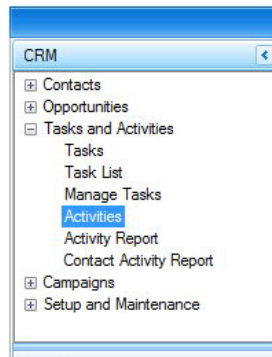 CRM
Contacts
Opportunities
Tasks and Activities
Tasks
Task List
Manage Tasks
Activities
Activity Report
Contact Activity Report
Campaigns
Setup and Maintenance